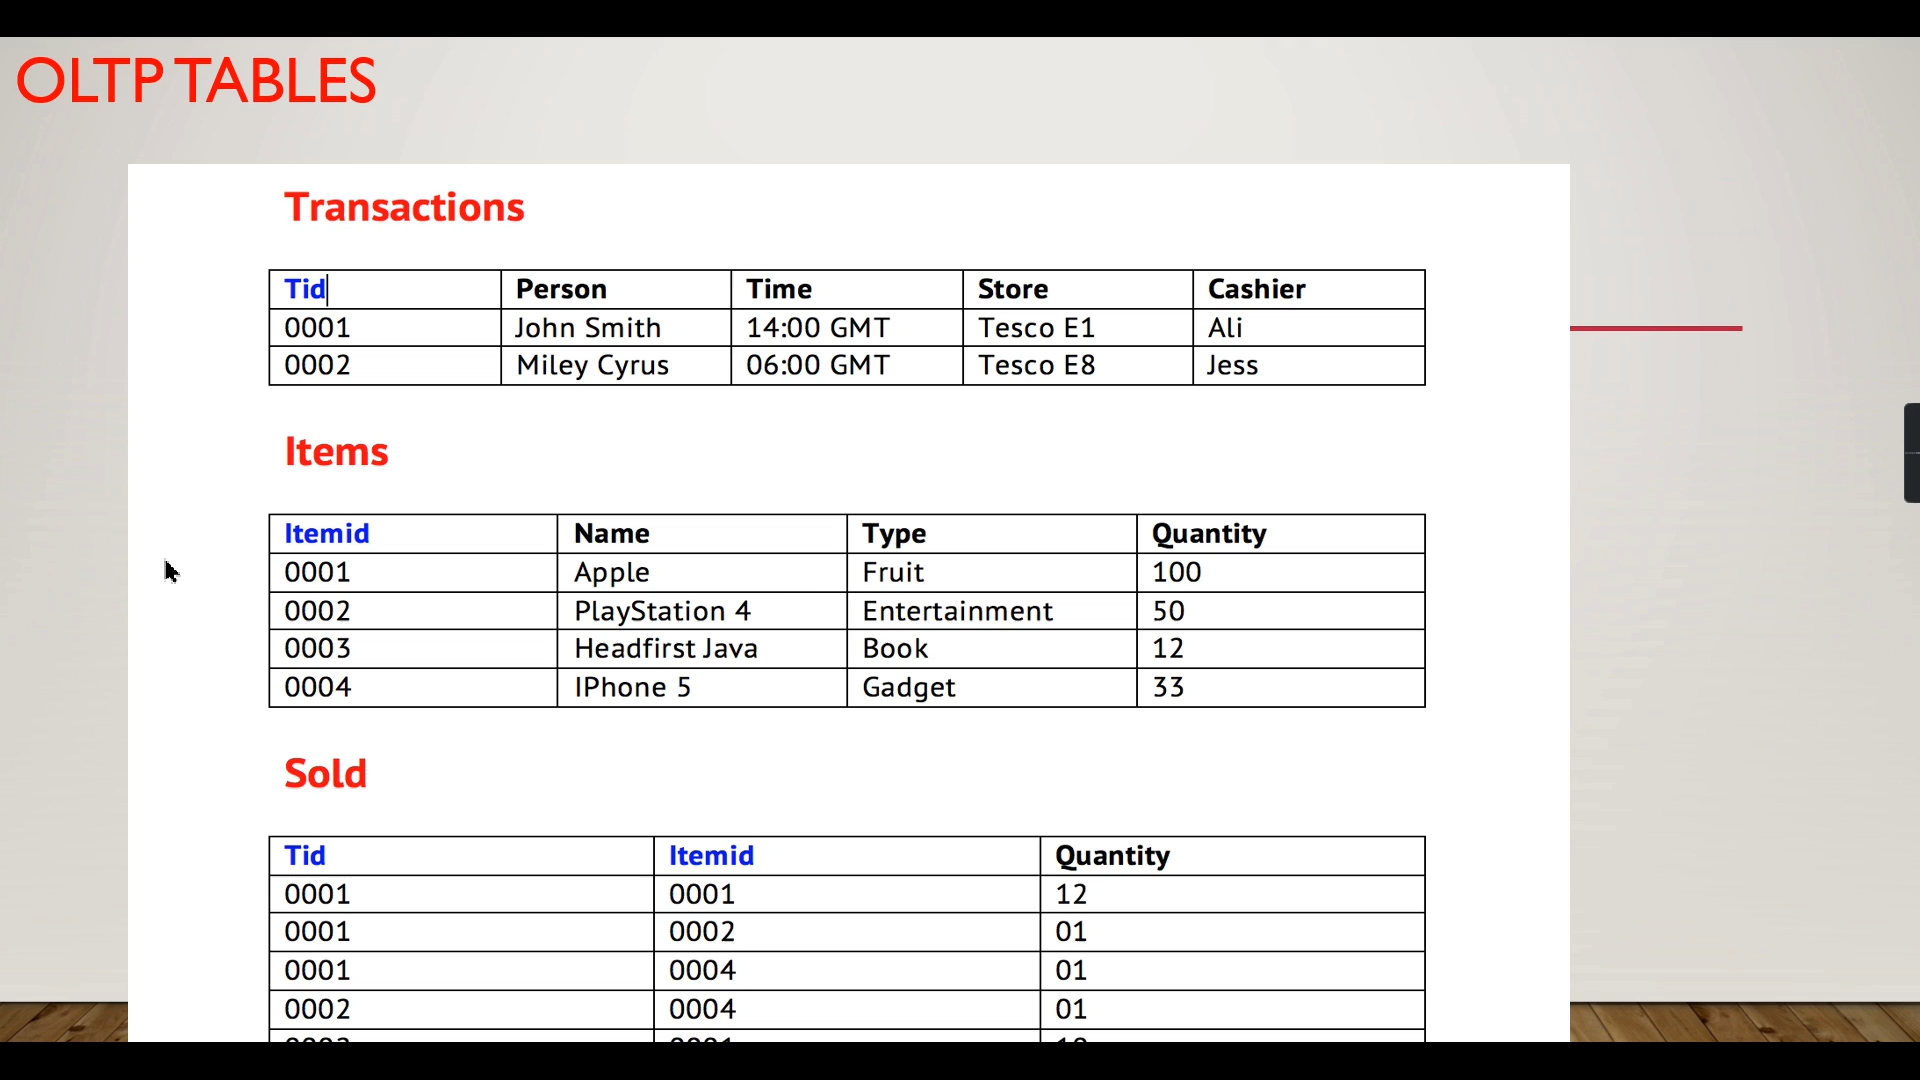 OLTP TABLES
Transactions
Tid Person Time Store Cashier
0001 John Smith 14:00 GMT Tesco E1 Ali
0002 Miley Cyrus 06:00 GMT Tesco E8 Jess
Items
Itemid Name Type Quantity
0001 Apple Fruit 100
0002 PlayStation 4 Entertainment 50
0003 Headfirst Java Book 12
0004 IPhone 5 Gadget 33
Sold
Tid Itemid Quantity
0001 0001 12
0001 0002 01
0001 0004 01
0002 0004 01